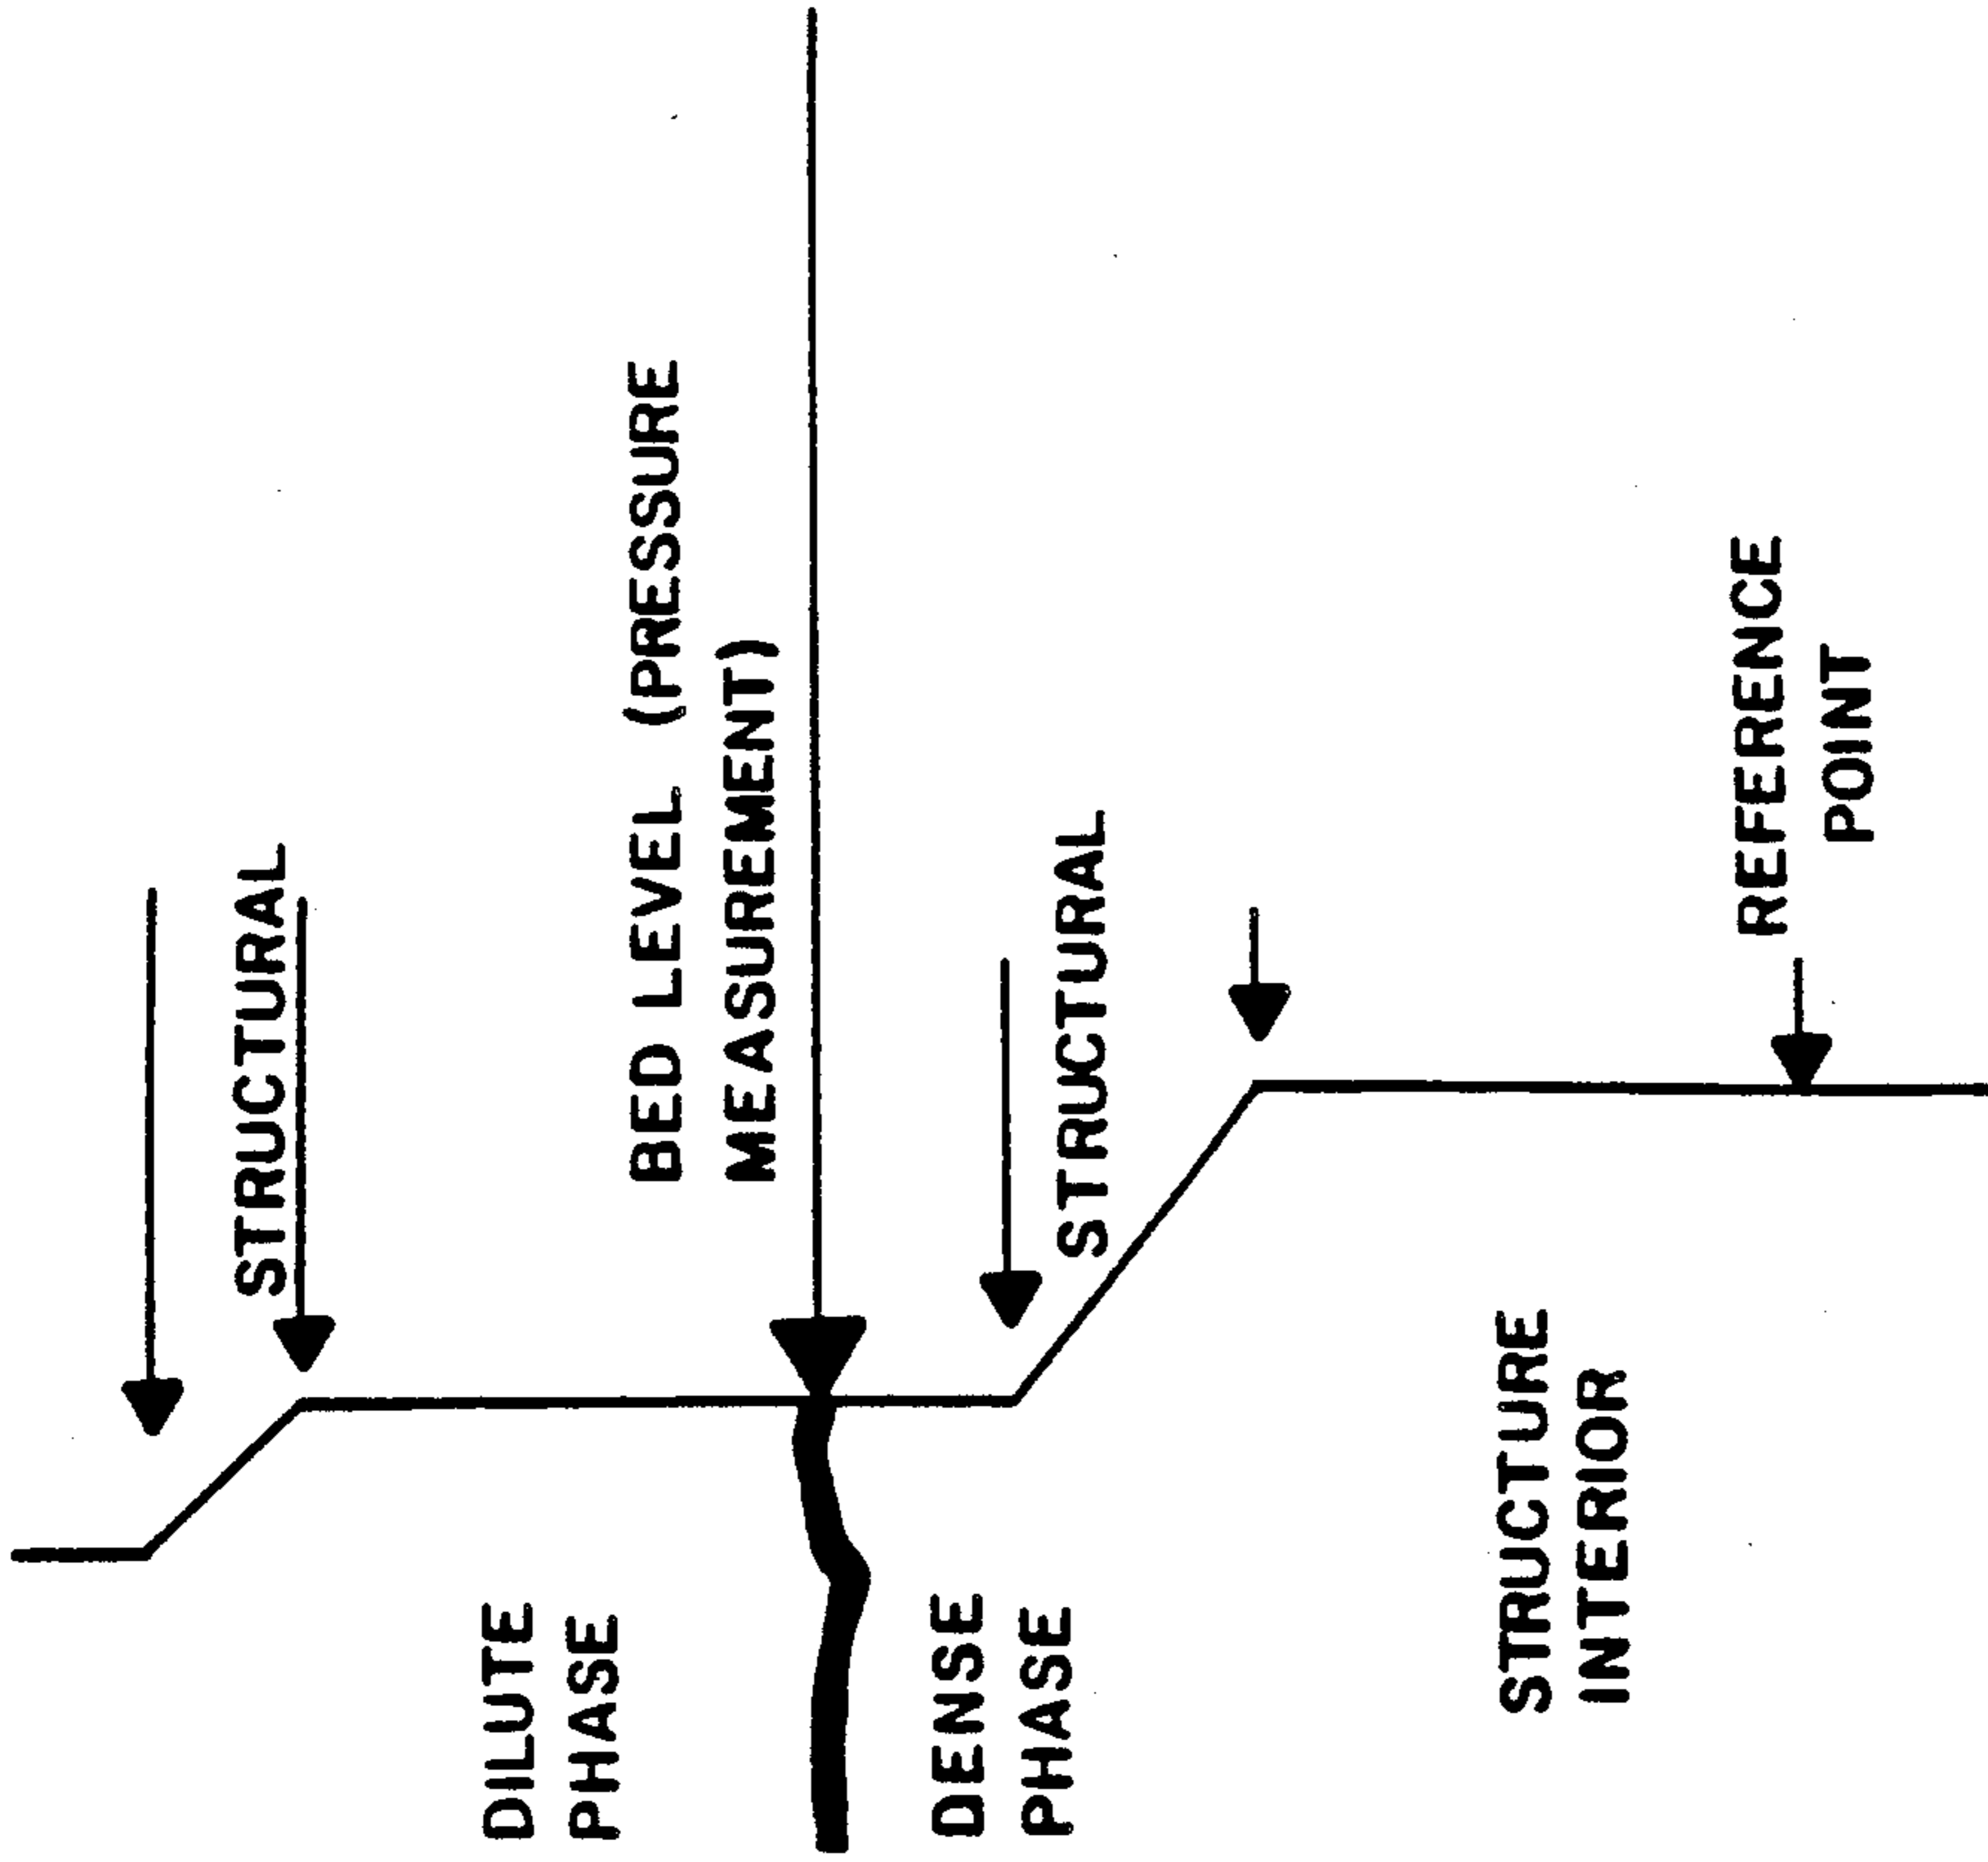 STRUCTURAL
BED LEVEL (PRESSURE
MEASUREMENT)
STRUCTURAL
REFERENCE
POINT
DILUTE
PHASE
DENSE
PHASE
STRUCTURE
INTERIOR